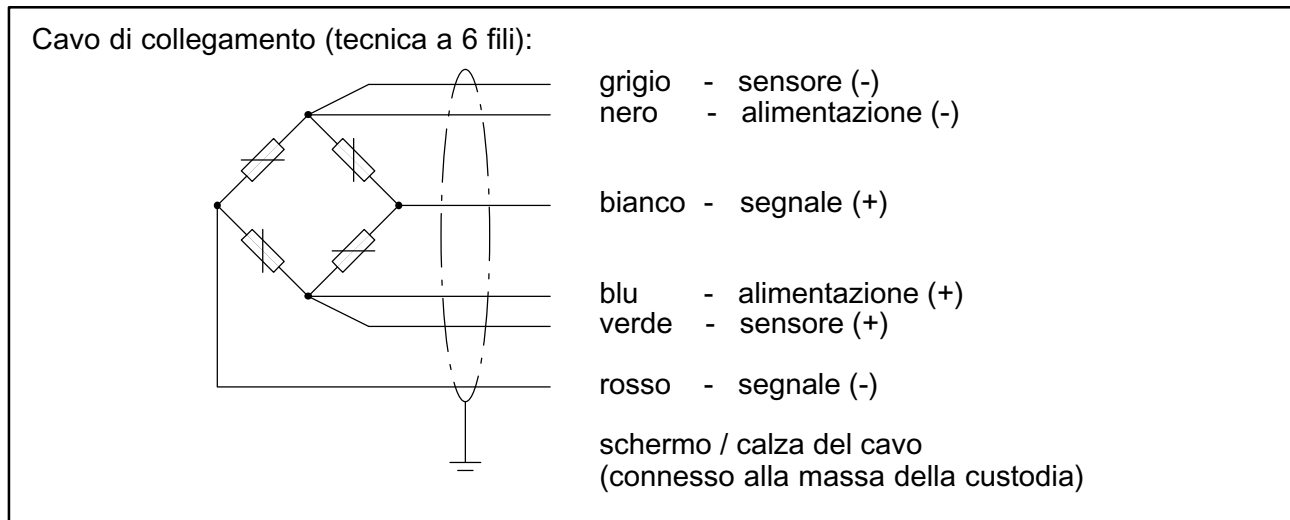 Cavo di collegamento (tecnica a 6 fili):
grigio - sensore (-)
nero - alimentazione (-)
bianco - segnale (+)
blu - alimentazione (+)
verde - sensore (+)
rosso - segnale (-)
schermo / calza del cavo
(connesso alla massa della custodia)